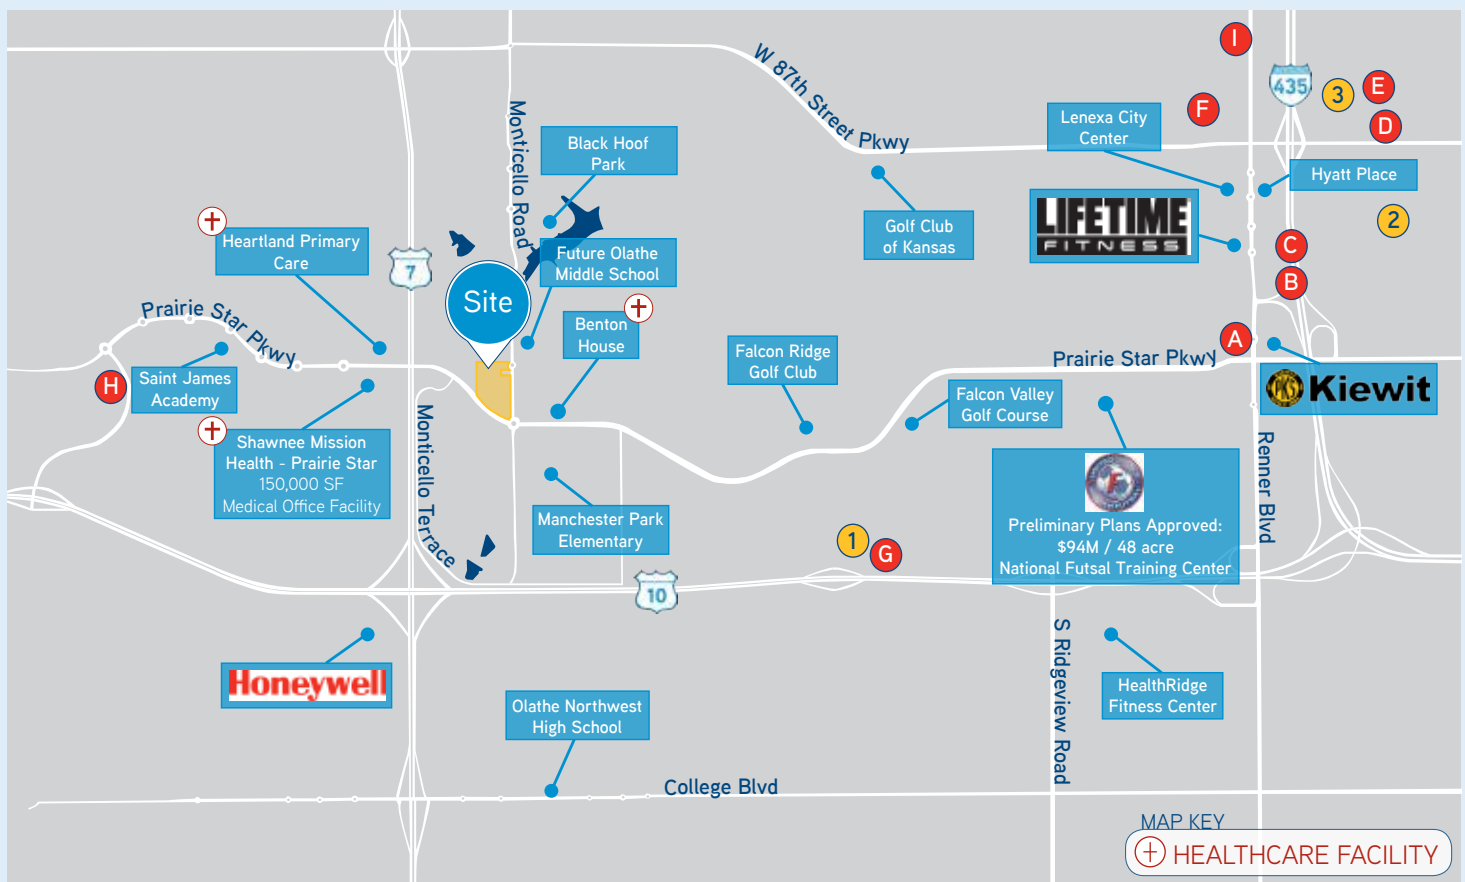 I
435
3
E
W 87th Street Pkwy
F
Lenexa City
Center
D
Monticello Road
Black Hoof
Park
Hyatt Place
LIFETIME
FITNESS
2
Golf Club
of Kansas
Heartland Primary
Care
7
Future Olathe
Middle School
C
B
Site
Prairie Star Pkwy
Benton
House
A
Falcon Ridge
Golf Club
Prairie Star Pkwy
H
Saint James
Academy
PKS
Kiewit
Falcon Valley
Golf Course
Shawnee Mission
Health - Prairie Star
150,000 SF
Medical Office Facility
Monticello Terrace
Renner Blvd
F
Manchester Park
Elementary
1
G
Preliminary Plans Approved:
$94M / 48 acre
National Futsal Training Center
10
Honeywell
S Ridgeview Road
HealthRidge
Fitness Center
Olathe Northwest
High School
College Blvd
MAP KEY
HEALTHCARE FACILITY